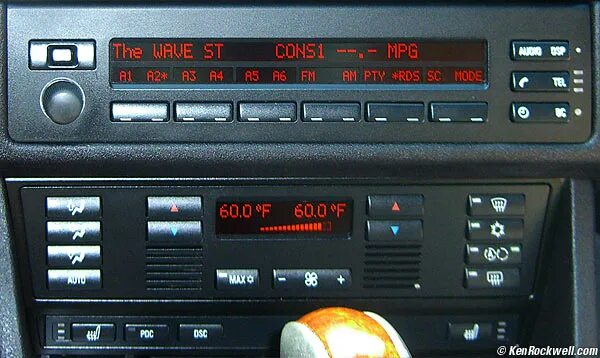 The WAVE ST CONS1 --.- MPG
AUDIO DSP
A1 A2* A3 A4 A5 A6 FM AM PTY *RDS SC MODE
TEL
BC
60.0 °F 60.0 °F
AUTO
MAX
- +
PDC
DSC
© KenRockwell.com